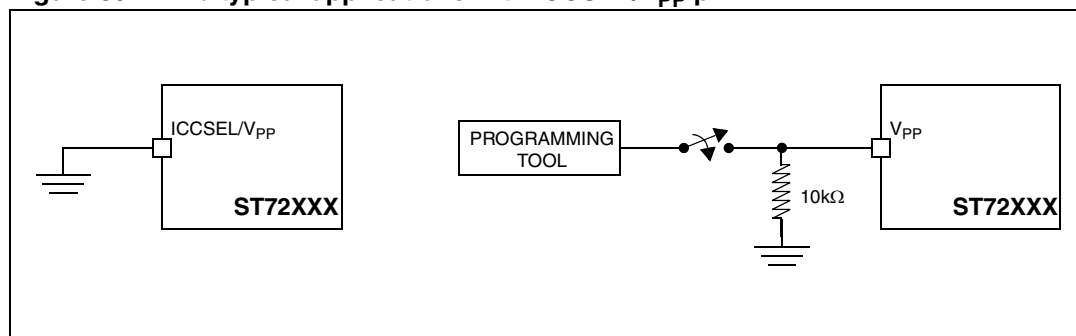 ICCSEL/VPP
ST72XXX
PROGRAMMING
TOOL
VPP
10kΩ
ST72XXX